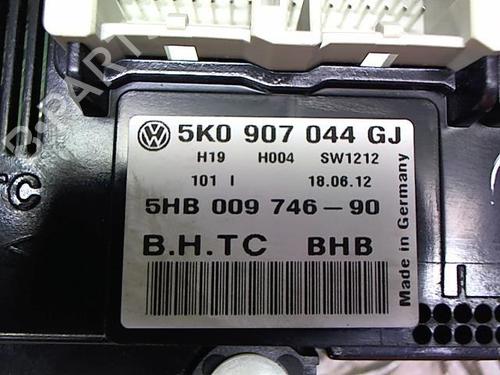 5K0 907 044 GJ
H19 H004 SW1212
101 I 18.06.12
5HB 009 746-90
B.H.TC BHB
Made in Germany
TC